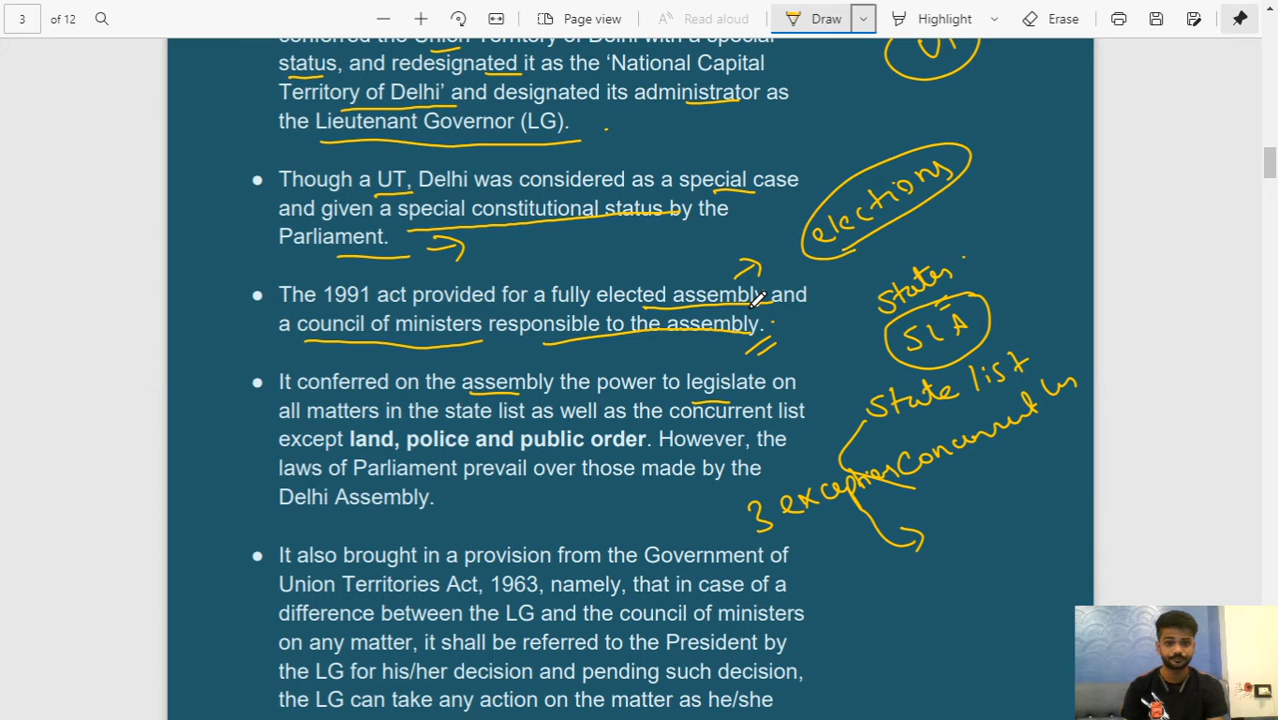 3 of 12 Page view Read aloud Draw Highlight Erase
conferred the Union Territory of Delhi with a special
status, and redesignated it as the ‘National Capital
Territory of Delhi’ and designated its administrator as
the Lieutenant Governor (LG).
UT
● Though a UT, Delhi was considered as a special case
and given a special constitutional status by the
Parliament.
elections
● The 1991 act provided for a fully elected assembly and
a council of ministers responsible to the assembly.
States
SLA
● It conferred on the assembly the power to legislate on
all matters in the state list as well as the concurrent list
except land, police and public order. However, the
laws of Parliament prevail over those made by the
Delhi Assembly.
State list
Concurrent
3
● It also brought in a provision from the Government of
Union Territories Act, 1963, namely, that in case of a
difference between the LG and the council of ministers
on any matter, it shall be referred to the President by
the LG for his/her decision and pending such decision,
the LG can take any action on the matter as he/she